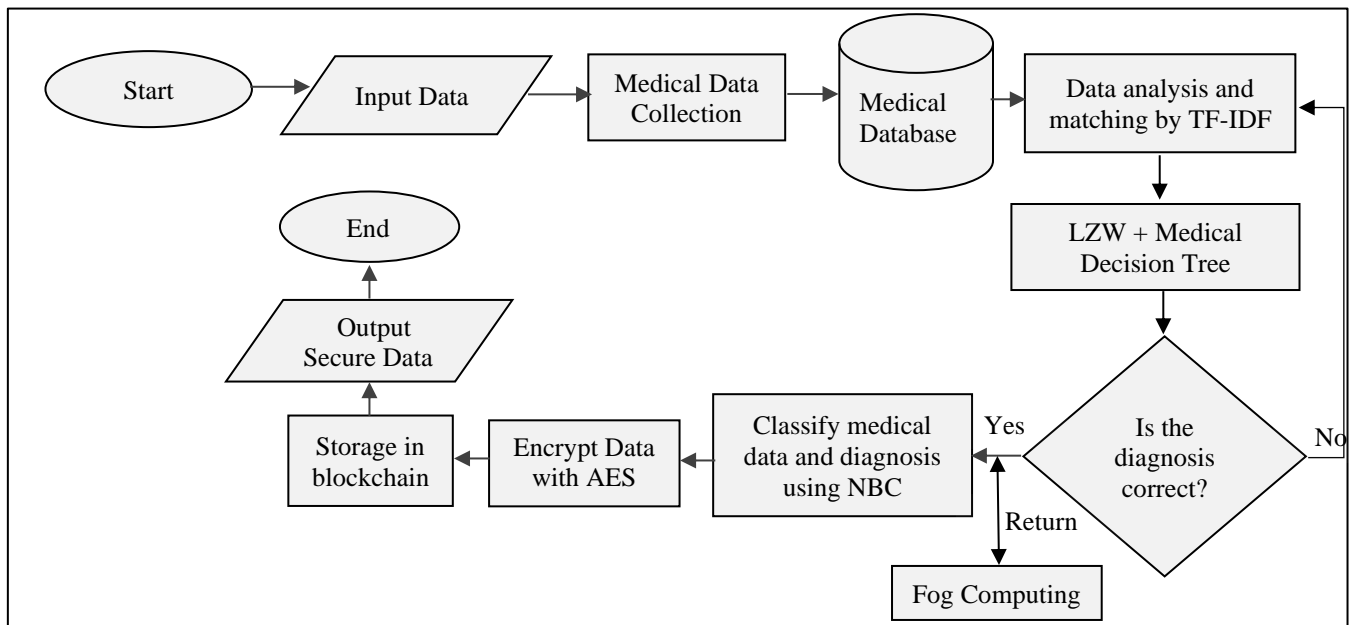 Start
Input Data
Medical Data
Collection
Medical
Database
Data analysis and
matching by TF-IDF
LZW + Medical
Decision Tree
Is the
diagnosis
correct?
No
Yes
Return
Fog Computing
Classify medical
data and diagnosis
using NBC
Encrypt Data
with AES
Storage in
blockchain
Output
Secure Data
End